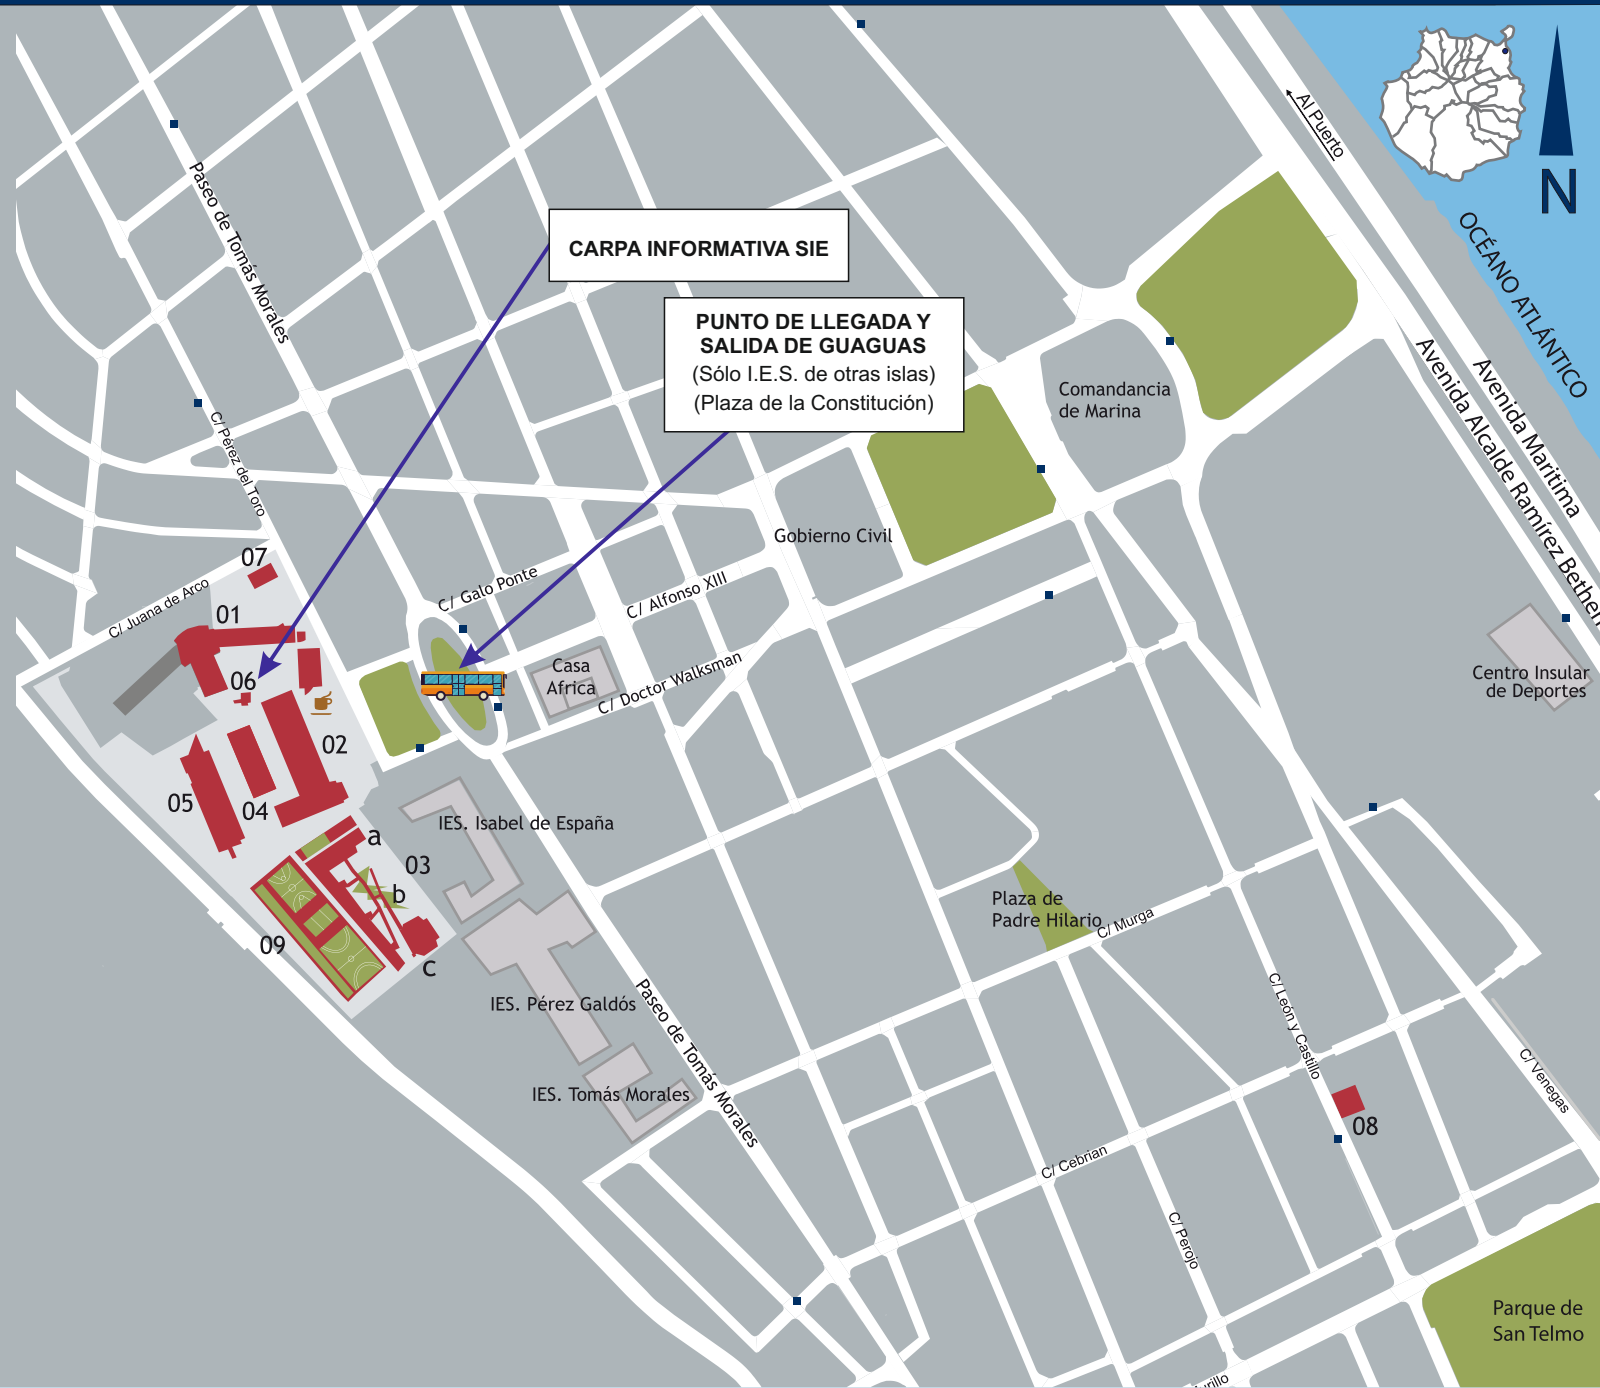 Al Puerto
N
OCÉANO ATLÁNTICO
Paseo de Tomás Morales
CARPA INFORMATIVA SIE
PUNTO DE LLEGADA Y
SALIDA DE GUAGUAS
(Sólo I.E.S. de otras islas)
(Plaza de la Constitución)
Comandancia
de Marina
Avenida Maritima
Avenida Alcalde Ramírez Bethen
C/ Pérez del Toro
Gobierno Civil
07
C/ Juana de Arco
01
C/ Galo Ponte
C/ Alfonso XIII
Casa
Africa
C/ Doctor Walksman
06
Centro Insular
de Deportes
02
05
04
IES. Isabel de España
a
03
b
09
c
Plaza de
Padre Hilario
C/ Murga
IES. Pérez Galdós
Paseo de Tomás Morales
C/ León y Castillo
IES. Tomás Morales
C/ Venegas
08
C/ Cebrian
C/ Perojo
Parque de
San Telmo
urillo